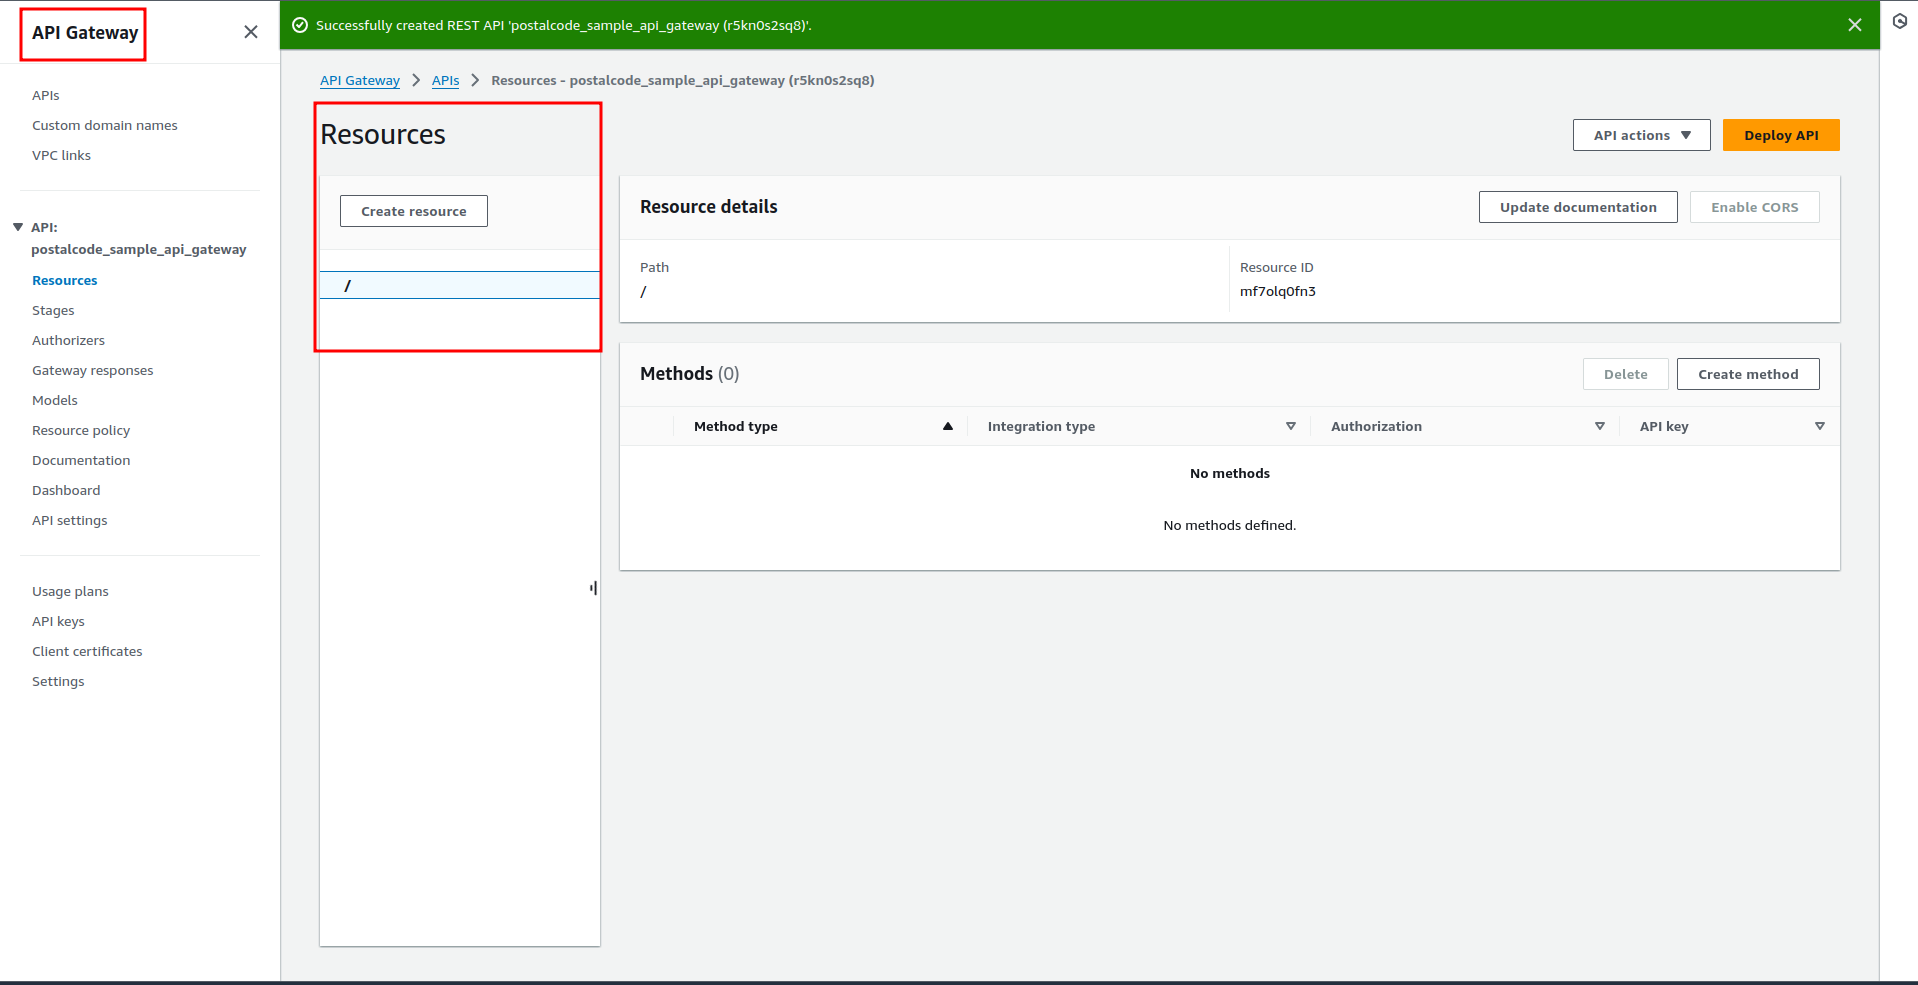 API Gateway
APIs
Custom domain names
VPC links
API:
postalcode_sample_api_gateway
Resources
Stages
Authorizers
Gateway responses
Models
Resource policy
Documentation
Dashboard
API settings
Usage plans
API keys
Client certificates
Settings
Successfully created REST API 'postalcode_sample_api_gateway (r5kn0s2sq8)'.
API Gateway > APIs > Resources - postalcode_sample_api_gateway (r5kn0s2sq8)
Resources
API actions
Deploy API
Create resource
/
Resource details
Update documentation
Enable CORS
Path
/
Resource ID
mf7olq0fn3
Methods (0)
Delete
Create method
Method type
Integration type
Authorization
API key
No methods
No methods defined.